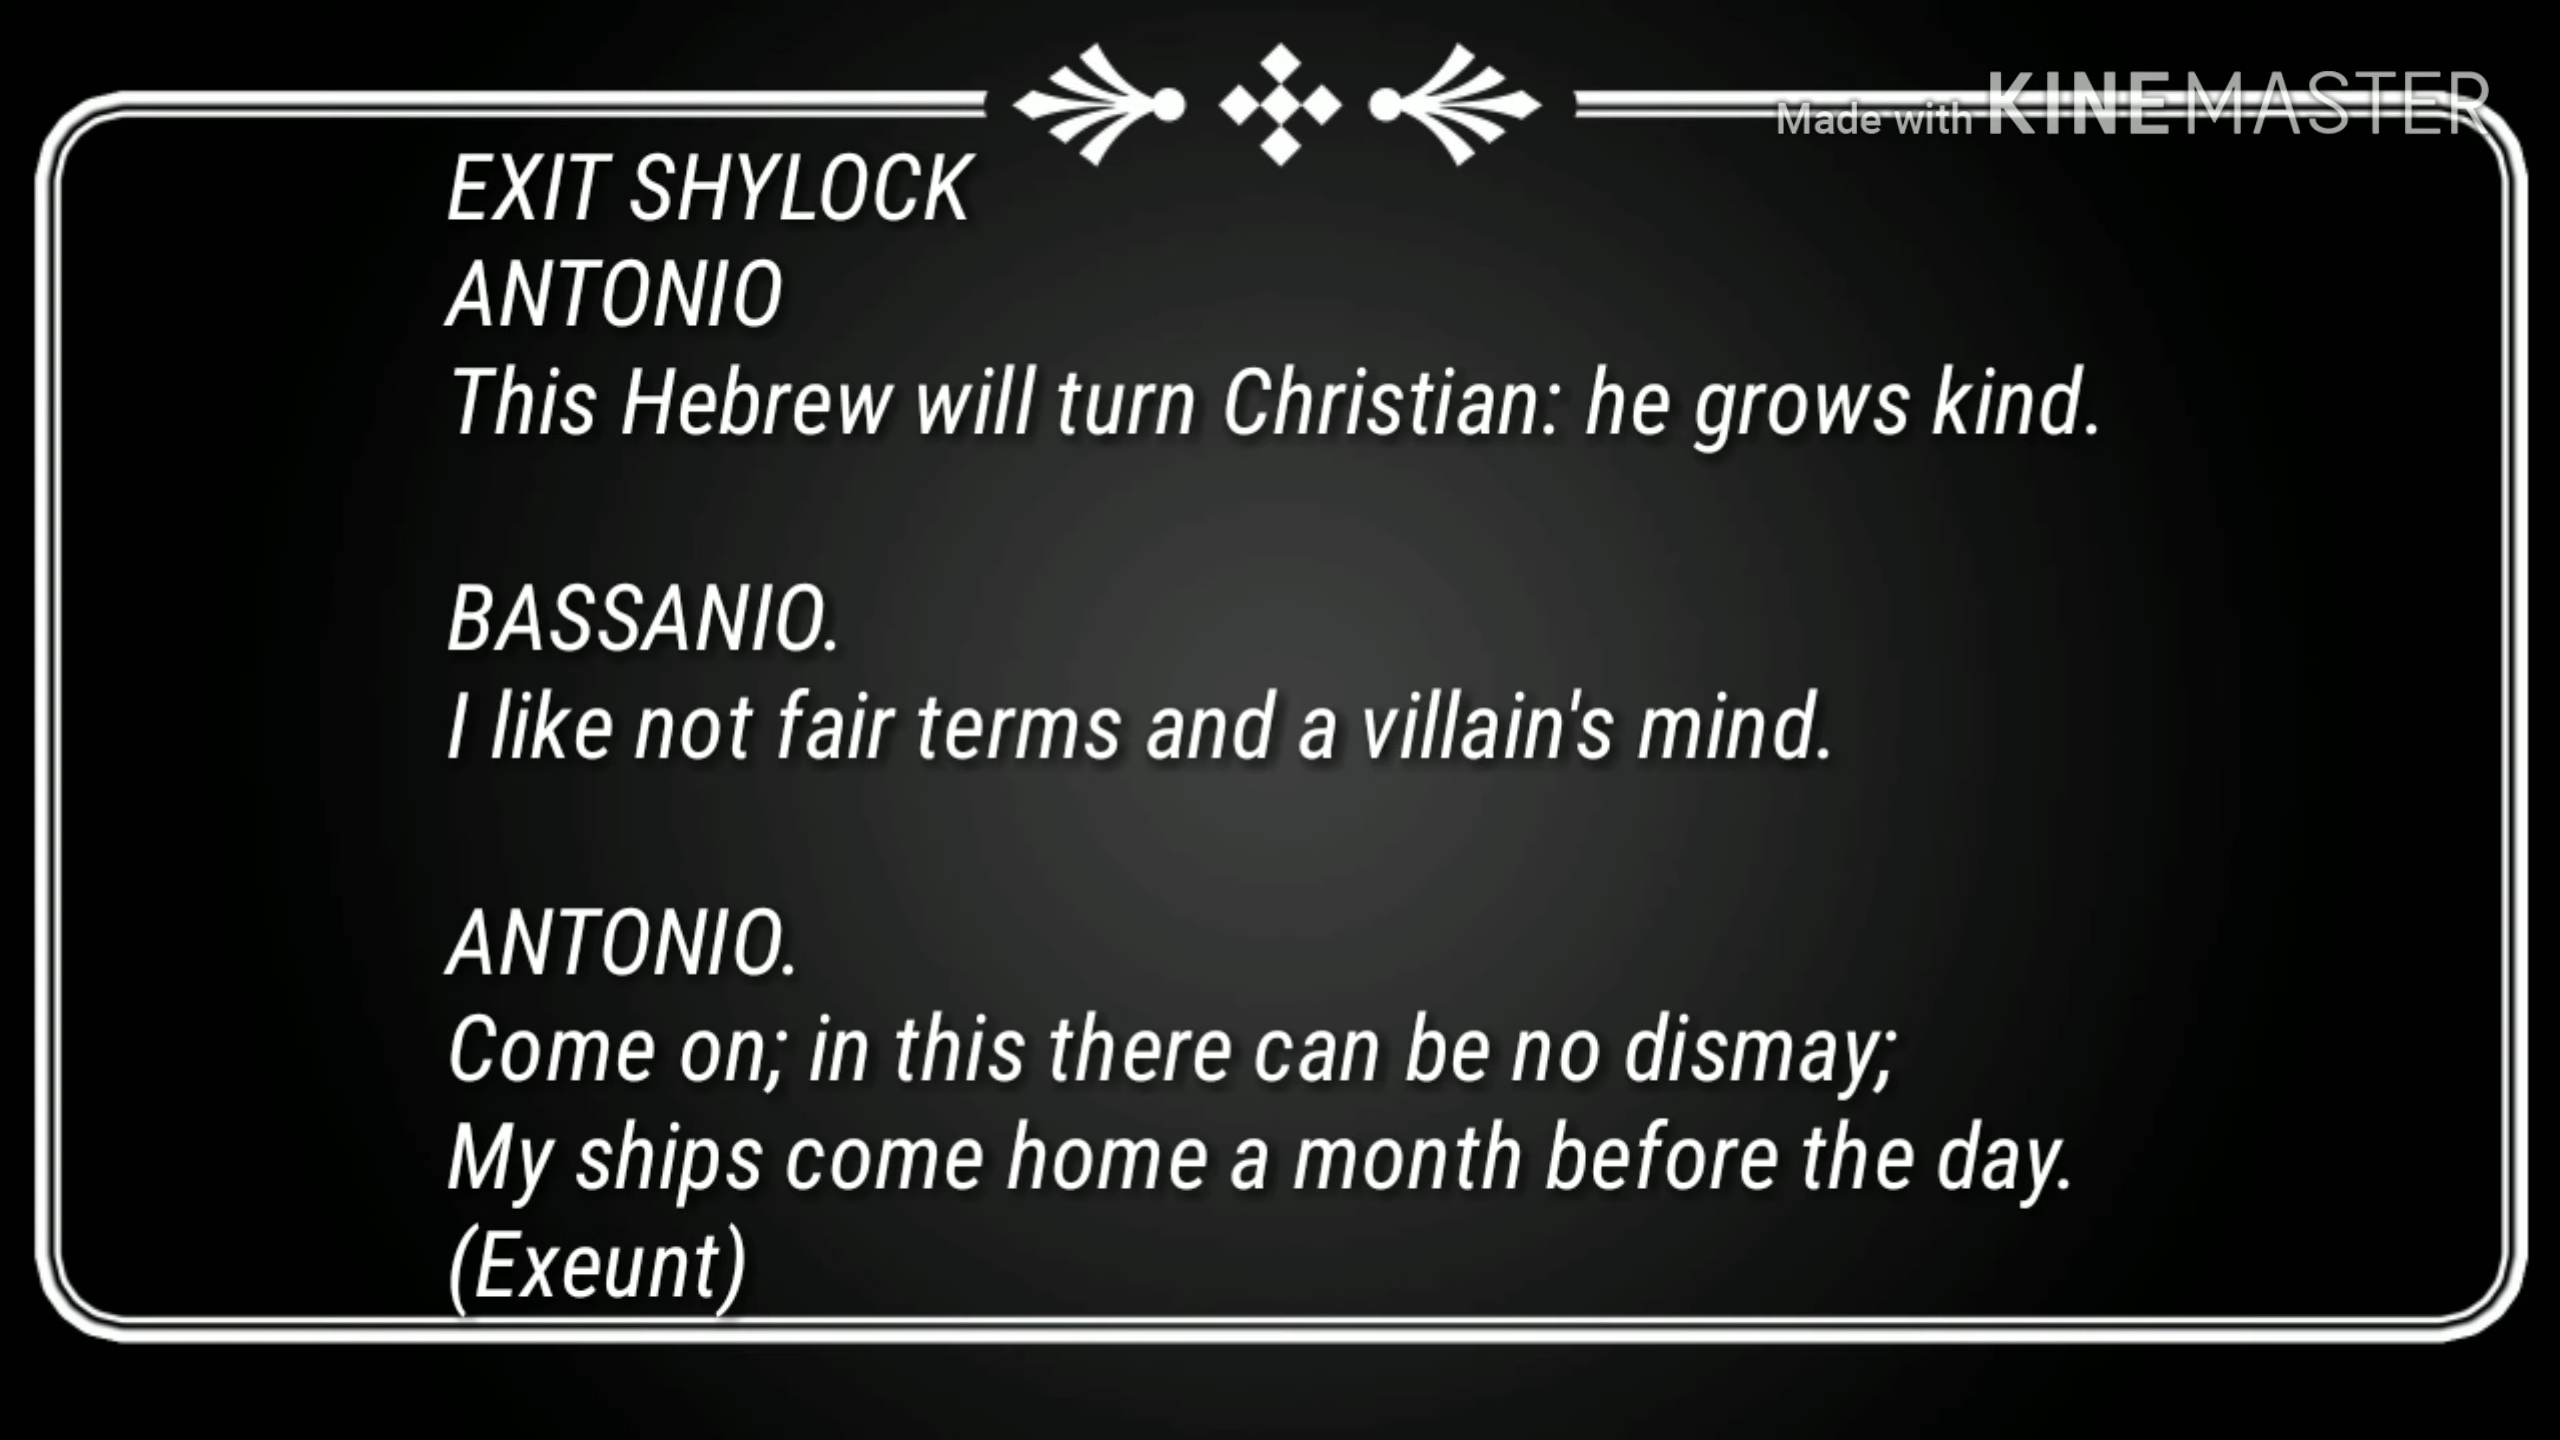 Made with KINEMASTER
EXIT SHYLOCK
ANTONIO
This Hebrew will turn Christian: he grows kind.
BASSANIO.
I like not fair terms and a villain's mind.
ANTONIO.
Come on; in this there can be no dismay;
My ships come home a month before the day.
(Exeunt)